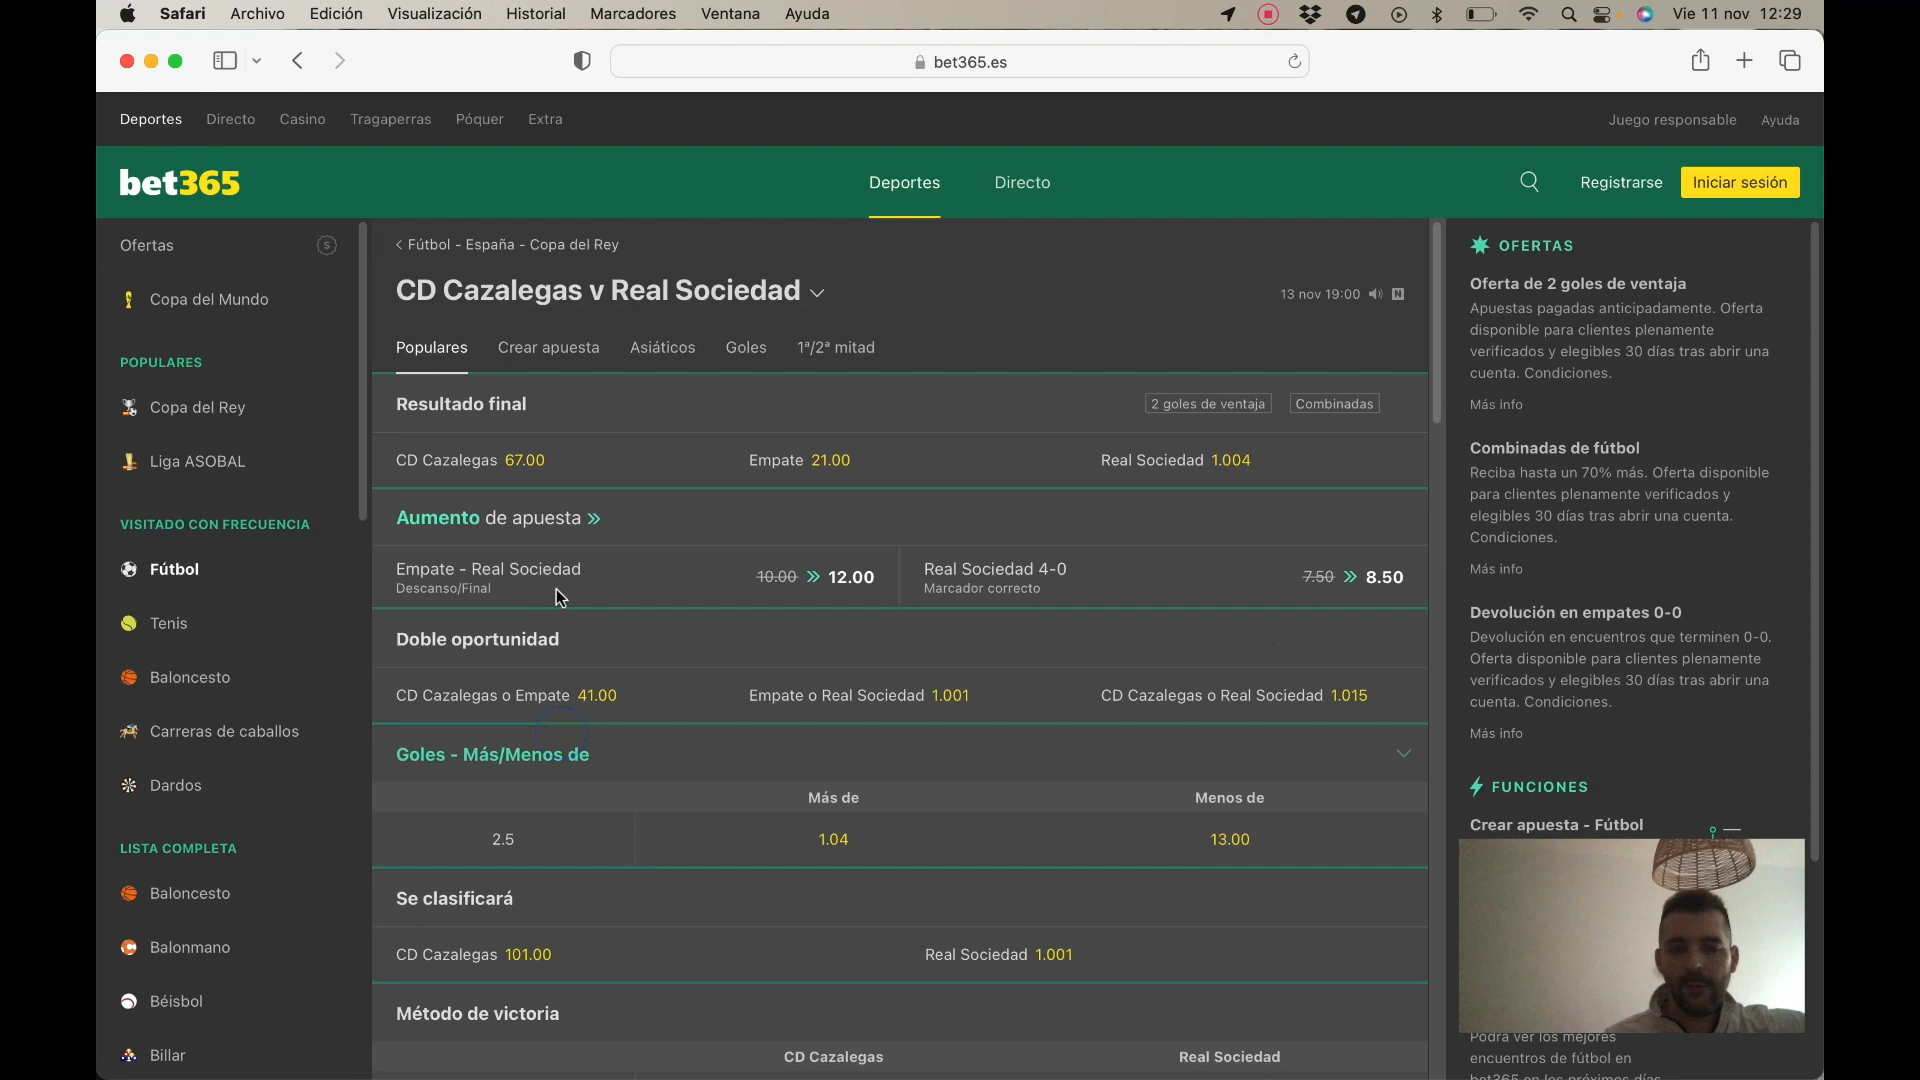 Safari Archivo Edición Visualización Historial Marcadores Ventana Ayuda Vie 11 nov 12:29
bet365.es
Deportes Directo Casino Tragaperras Póquer Extra Juego responsable Ayuda
bet365 Deportes Directo Registrarse Iniciar sesión
Ofertas
Copa del Mundo
POPULARES
Copa del Rey
Liga ASOBAL
VISITADO CON FRECUENCIA
Fútbol
Tenis
Baloncesto
Carreras de caballos
Dardos
LISTA COMPLETA
Baloncesto
Balonmano
Béisbol
Billar
< Fútbol - España - Copa del Rey
CD Cazalegas v Real Sociedad
13 nov 19:00 N
Populares Crear apuesta Asiáticos Goles 1ª/2ª mitad
Resultado final 2 goles de ventaja Combinadas
CD Cazalegas 67.00 Empate 21.00 Real Sociedad 1.004
Aumento de apuesta »
Empate - Real Sociedad 10.00 » 12.00
Descanso/Final
Real Sociedad 4-0 7.50 » 8.50
Marcador correcto
Doble oportunidad
CD Cazalegas o Empate 41.00 Empate o Real Sociedad 1.001 CD Cazalegas o Real Sociedad 1.015
Goles - Más/Menos de
Más de Menos de
2.5 1.04 13.00
Se clasificará
CD Cazalegas 101.00 Real Sociedad 1.001
Método de victoria
CD Cazalegas Real Sociedad
OFERTAS
Oferta de 2 goles de ventaja
Apuestas pagadas anticipadamente. Oferta
disponible para clientes plenamente
verificados y elegibles 30 días tras abrir una
cuenta. Condiciones.
Más info
Combinadas de fútbol
Reciba hasta un 70% más. Oferta disponible
para clientes plenamente verificados y
elegibles 30 días tras abrir una cuenta.
Condiciones.
Más info
Devolución en empates 0-0
Devolución en encuentros que terminen 0-0.
Oferta disponible para clientes plenamente
verificados y elegibles 30 días tras abrir una
cuenta. Condiciones.
Más info
FUNCIONES
Crear apuesta - Fútbol
Podrá ver los mejores
encuentros de fútbol en
bet365 en los próximos días